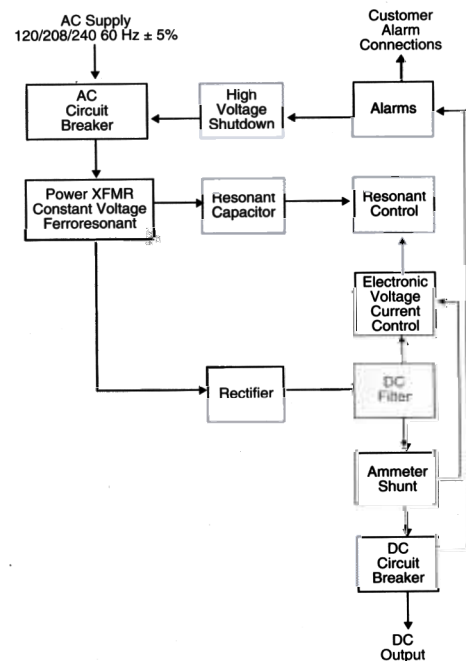 AC Supply
120/208/240 60 Hz ± 5%
Customer
Alarm
Connections
AC
Circuit
Breaker
High
Voltage
Shutdown
Alarms
Power XFMR
Constant Voltage
Ferroresonant
Resonant
Capacitor
Resonant
Control
Electronic
Voltage
Current
Control
Rectifier
DC
Filter
Ammeter
Shunt
DC
Circuit
Breaker
DC
Output